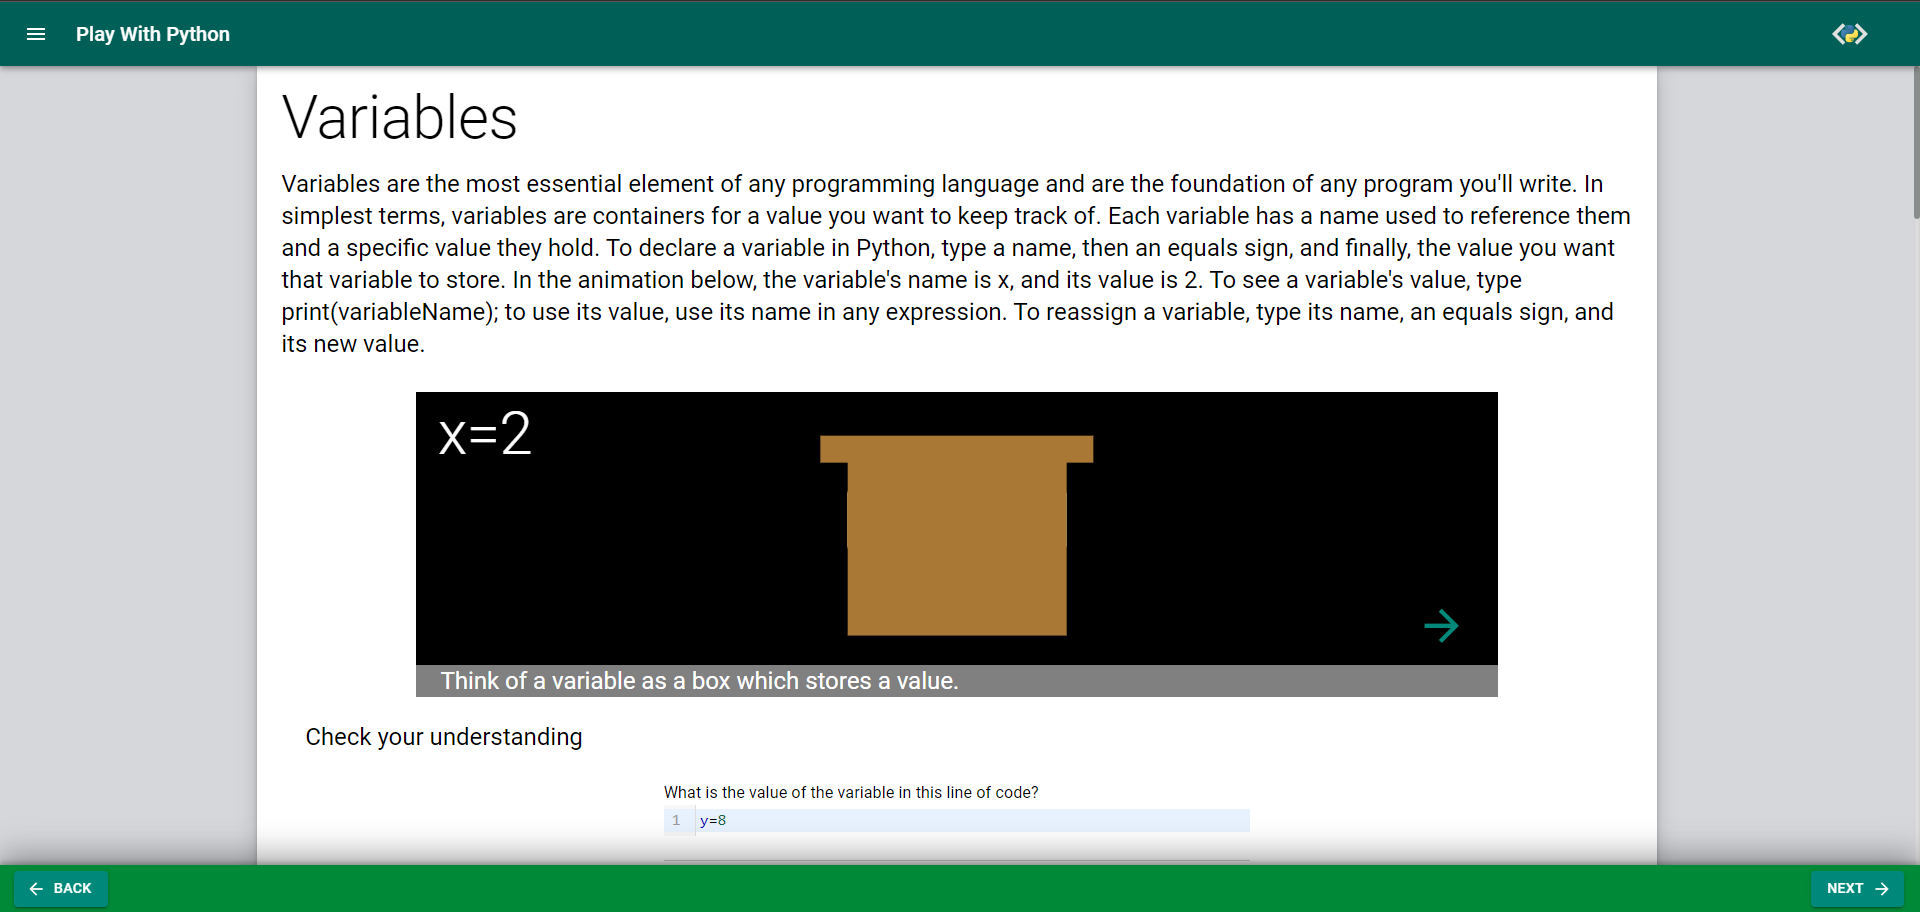 Play With Python
Variables
Variables are the most essential element of any programming language and are the foundation of any program you'll write. In
simplest terms, variables are containers for a value you want to keep track of. Each variable has a name used to reference them
and a specific value they hold. To declare a variable in Python, type a name, then an equals sign, and finally, the value you want
that variable to store. In the animation below, the variable's name is x, and its value is 2. To see a variable's value, type
print(variableName); to use its value, use its name in any expression. To reassign a variable, type its name, an equals sign, and
its new value.
x=2
Think of a variable as a box which stores a value.
Check your understanding
What is the value of the variable in this line of code?
1 y=8
BACK
NEXT